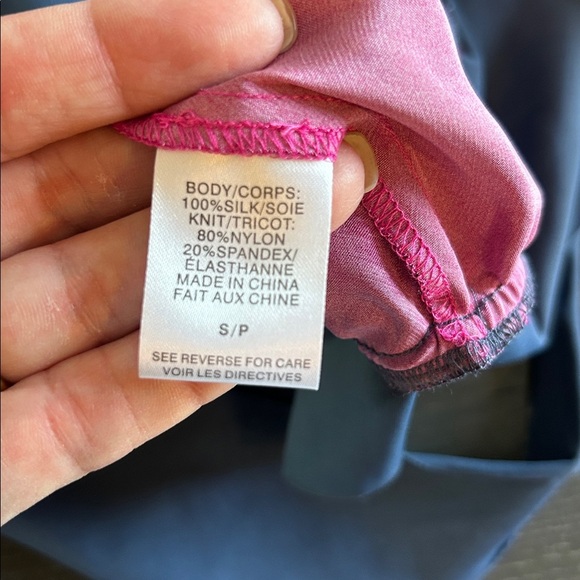 BODY/CORPS:
100%SILK/SOIE
KNIT/TRICOT:
80%NYLON
20%SPANDEX/
ÉLASTHANNE
MADE IN CHINA
FAIT AUX CHINE
S/P
SEE REVERSE FOR CARE
VOIR LES DIRECTIVES